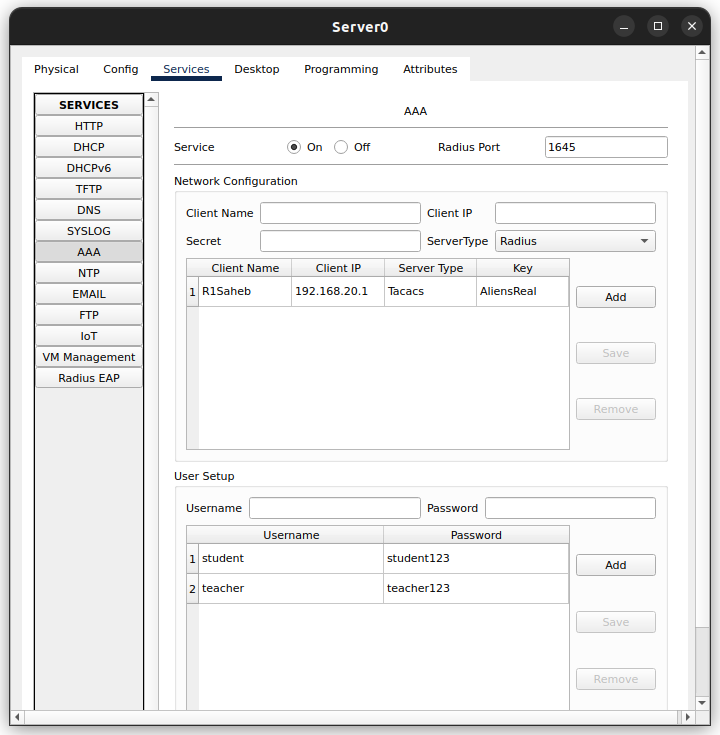 Server0
Physical Config Services Desktop Programming Attributes
SERVICES
HTTP
DHCP
DHCPv6
TFTP
DNS
SYSLOG
AAA
NTP
EMAIL
FTP
IoT
VM Management
Radius EAP
AAA
Service On Off Radius Port 1645
Network Configuration
Client Name Client IP
Secret ServerType Radius
Client Name Client IP Server Type Key
1 R1Saheb 192.168.20.1 Tacacs AliensReal
Add
Save
Remove
User Setup
Username Password
Username Password
1 student student123
2 teacher teacher123
Add
Save
Remove